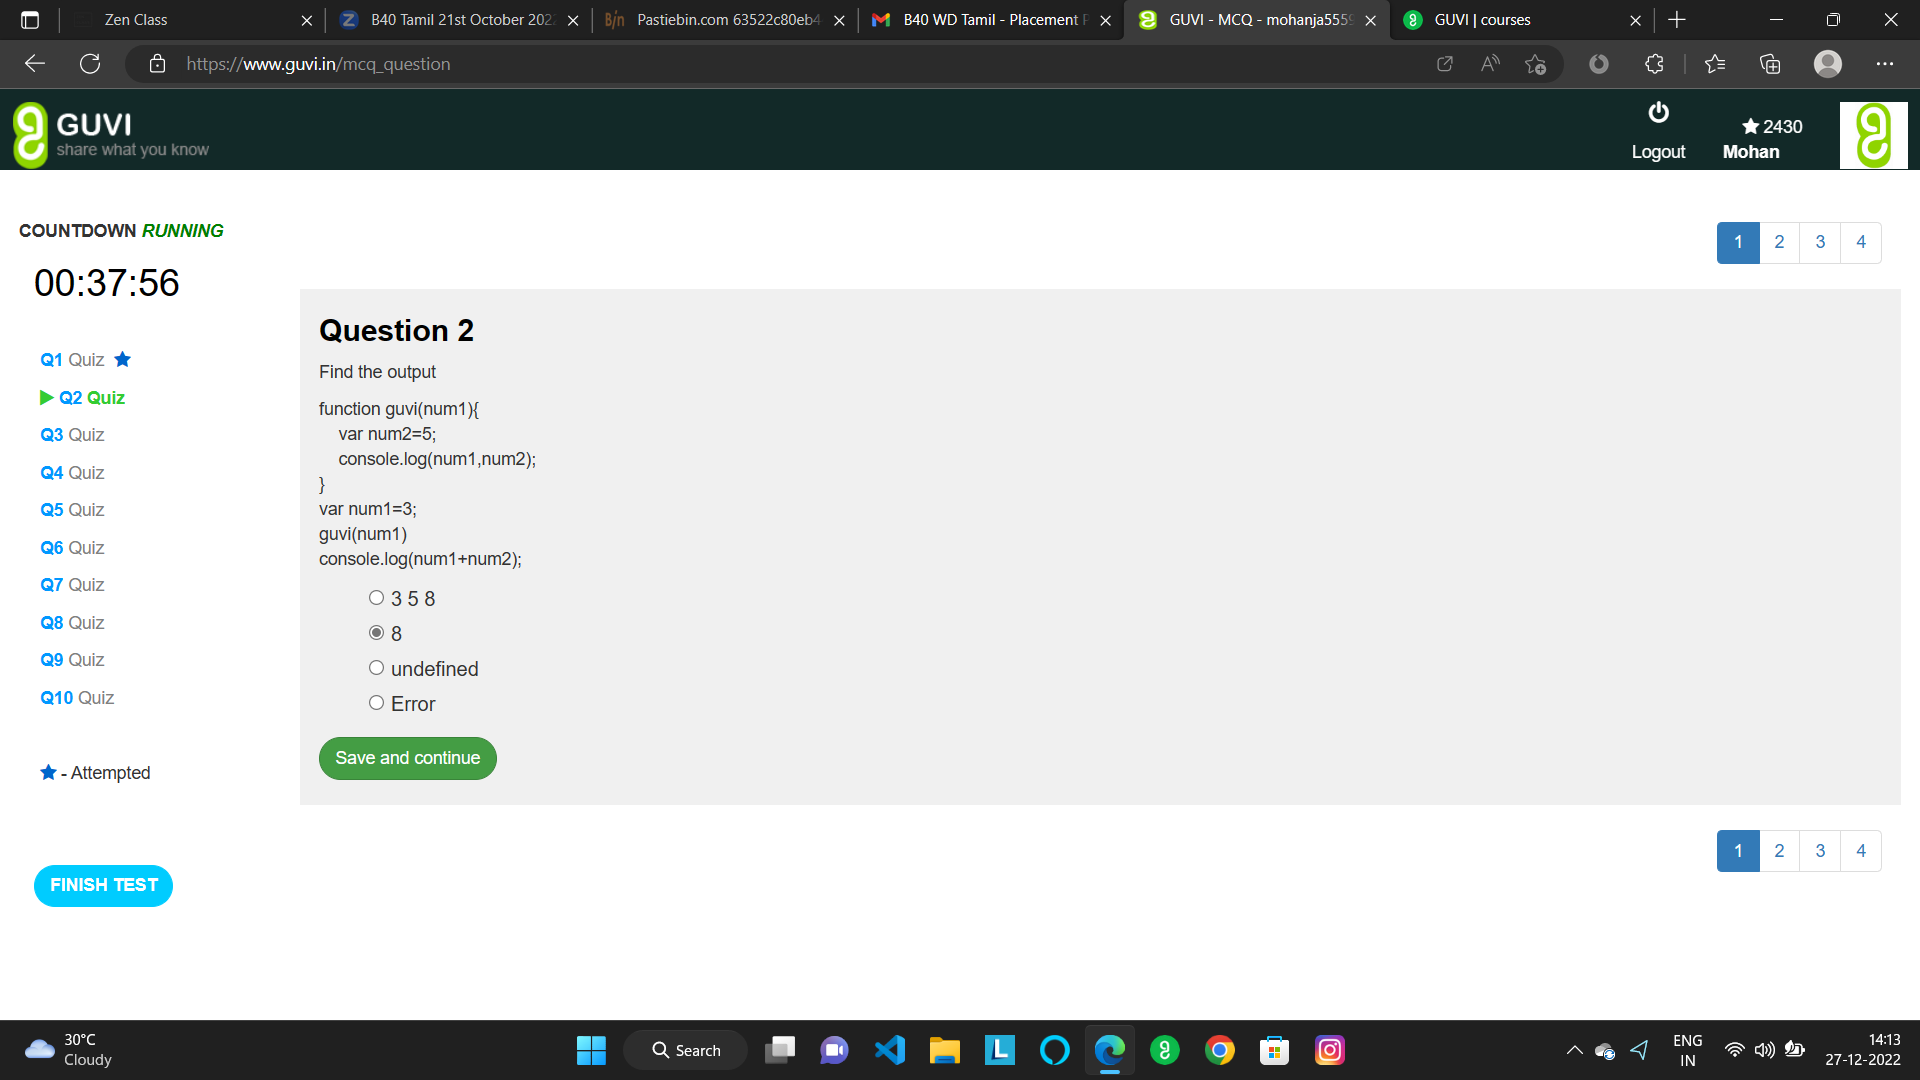 Zen Class
B40 Tamil 21st October 202
Pastiebin.com 63522c80eb4
B40 WD Tamil - Placement P
GUVI - MCQ - mohanja5559
GUVI | courses
https://www.guvi.in/mcq_question
GUVI
share what you know
Logout
2430
Mohan
COUNTDOWN RUNNING
00:37:56
1 2 3 4
Q1 Quiz
Q2 Quiz
Q3 Quiz
Q4 Quiz
Q5 Quiz
Q6 Quiz
Q7 Quiz
Q8 Quiz
Q9 Quiz
Q10 Quiz
- Attempted
FINISH TEST
Question 2
Find the output
function guvi(num1){
var num2=5;
console.log(num1,num2);
}
var num1=3;
guvi(num1)
console.log(num1+num2);
3 5 8
8
undefined
Error
Save and continue
1 2 3 4
30°C
Cloudy
Search
ENG
IN
14:13
27-12-2022